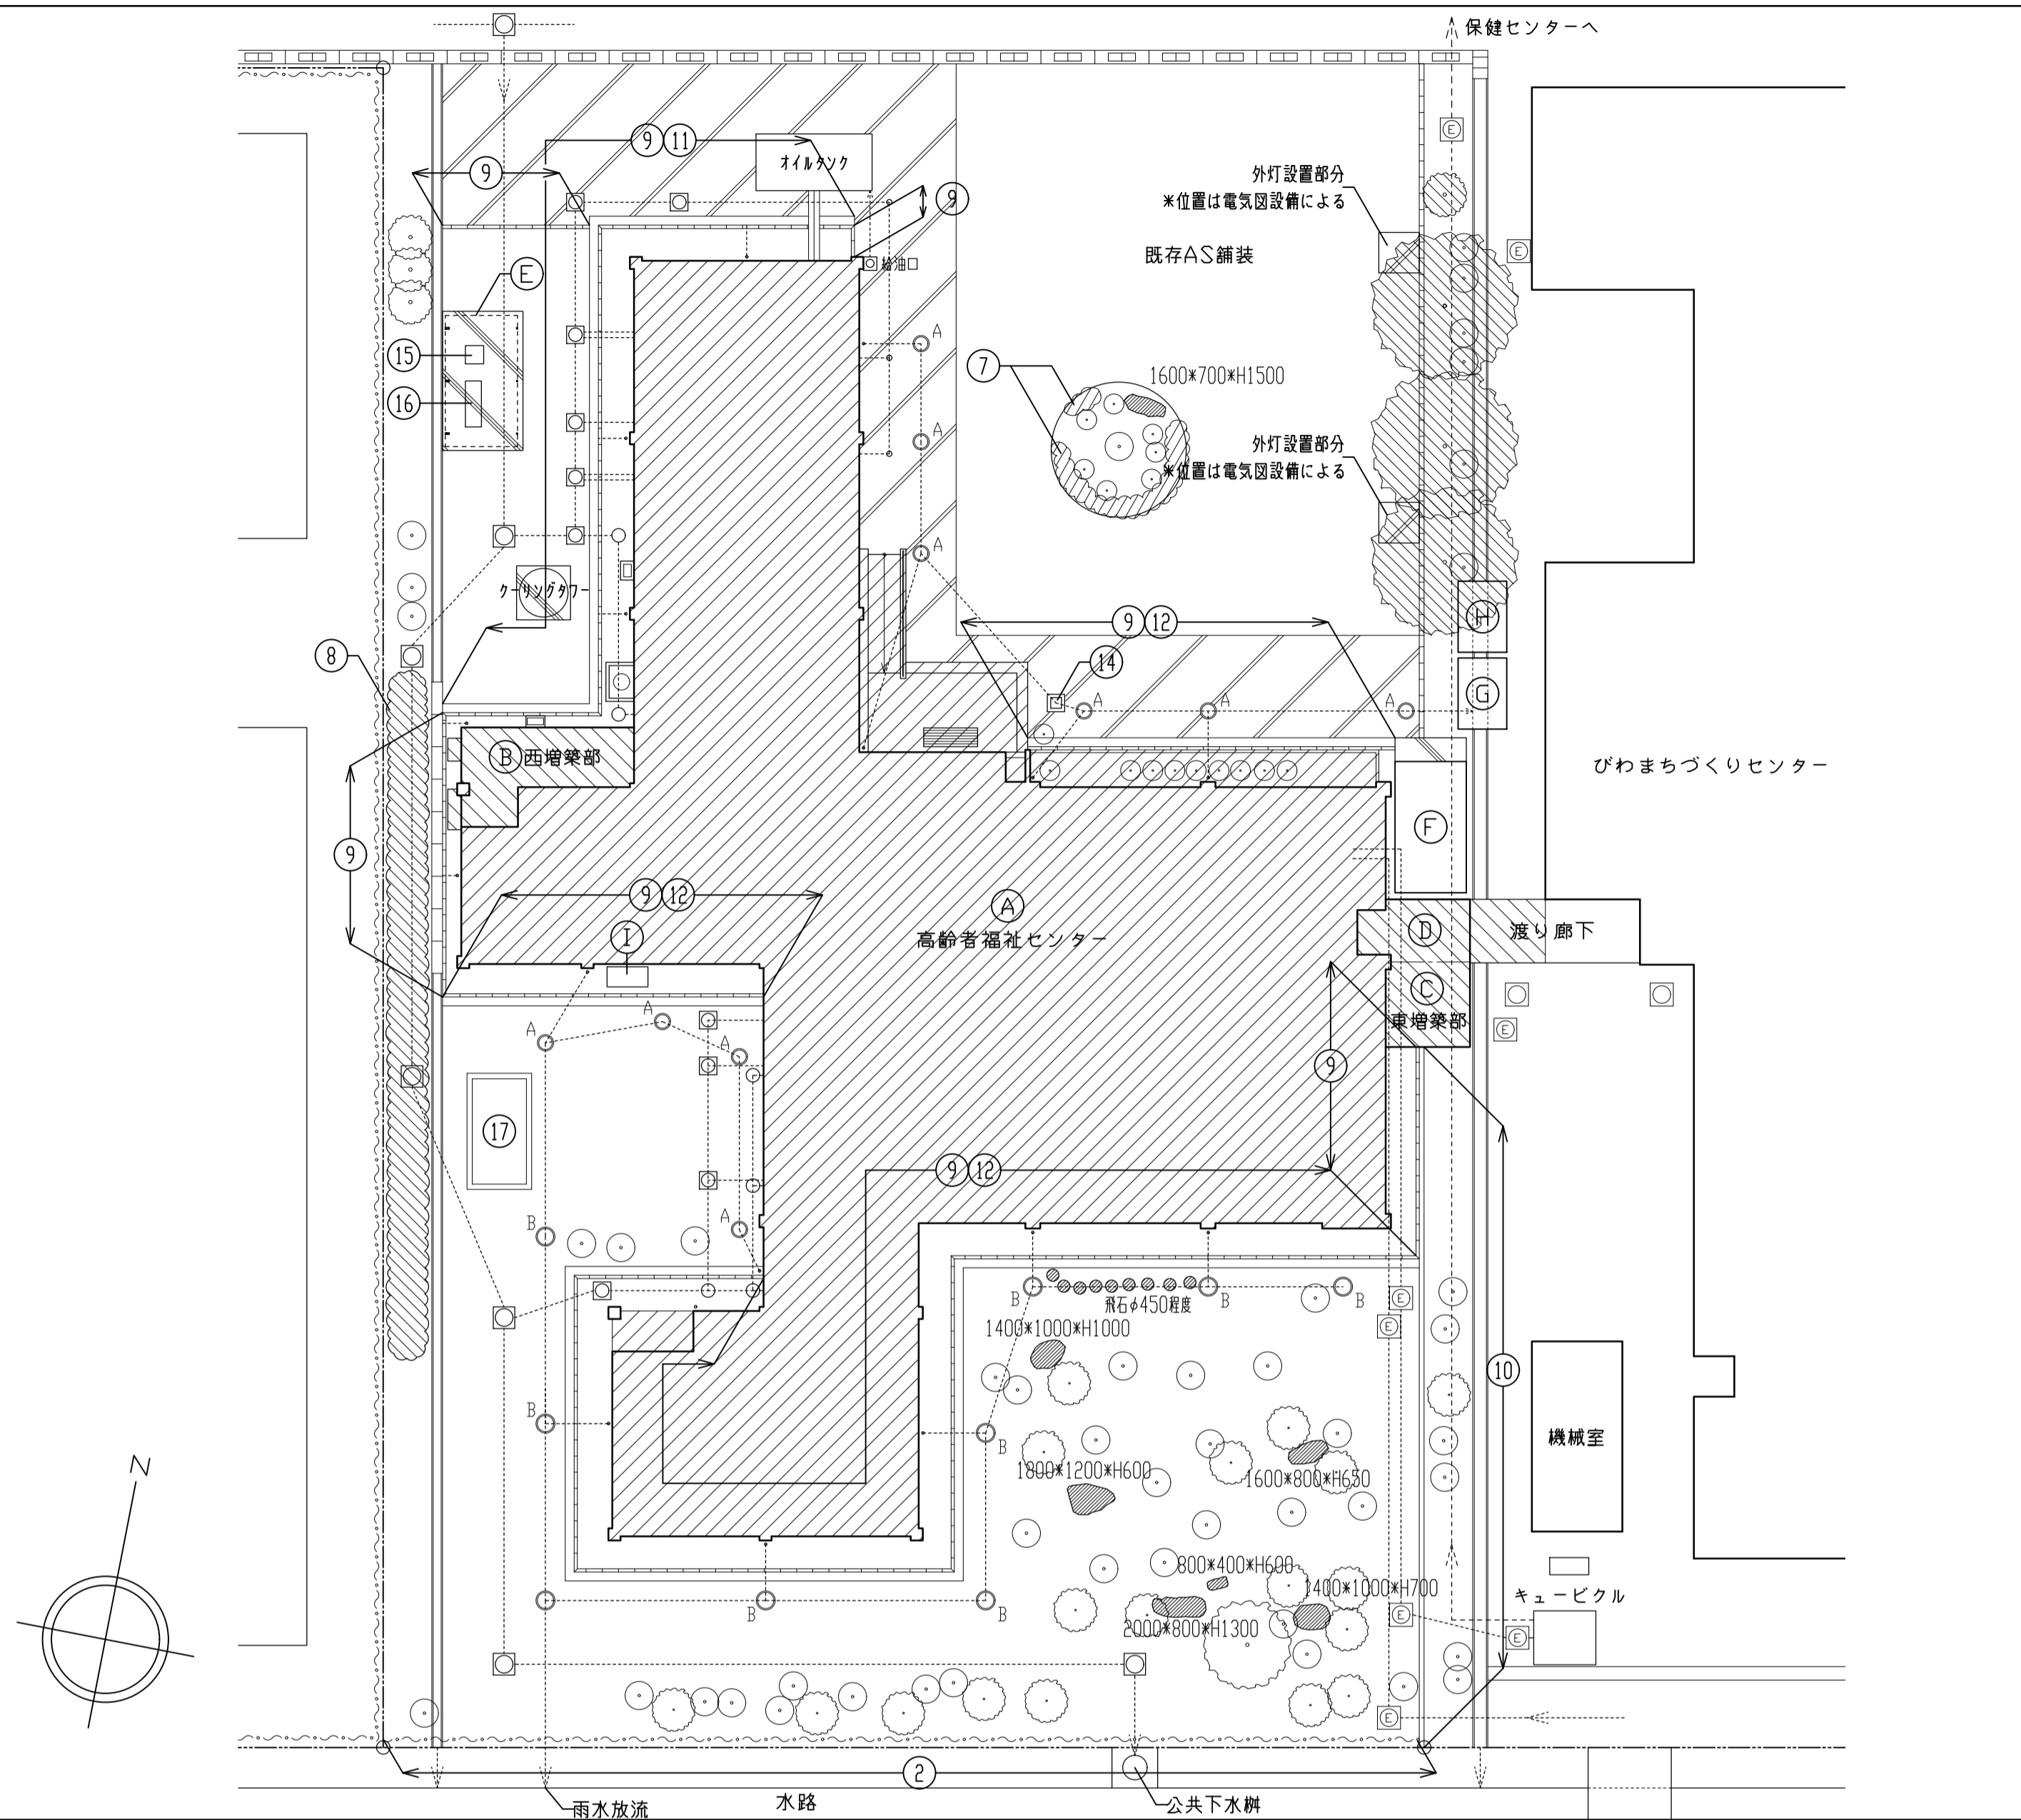 保健センターへ
E
9 11
オイルタンク
9
9
外灯設置部分
*位置は電気図設備による
E
既存AS舗装
給油口
E
A
15
7
1600*700*H1500
16
A
外灯設置部分
*位置は電気図設備による
A
クーリングタワー
9 12
H
8
14
G
A
A
A
B 西増築部
びわまちづくりセンター
F
9
9 12
A
高齢者福祉センター
D
渡り廊下
I
C
東増築部
A
A
A
E
9
17
9 12
B
A
E
B
飛石φ450程度
B
B
1400*1000*H1000
E
10
B
B
機械室
N
1800*1200*H600
1600*800*H650
800*400*H600
1400*1000*H700
キュービクル
B
B
2000*800*H1300
E
E
E
2
雨水放流
水路
公共下水桝